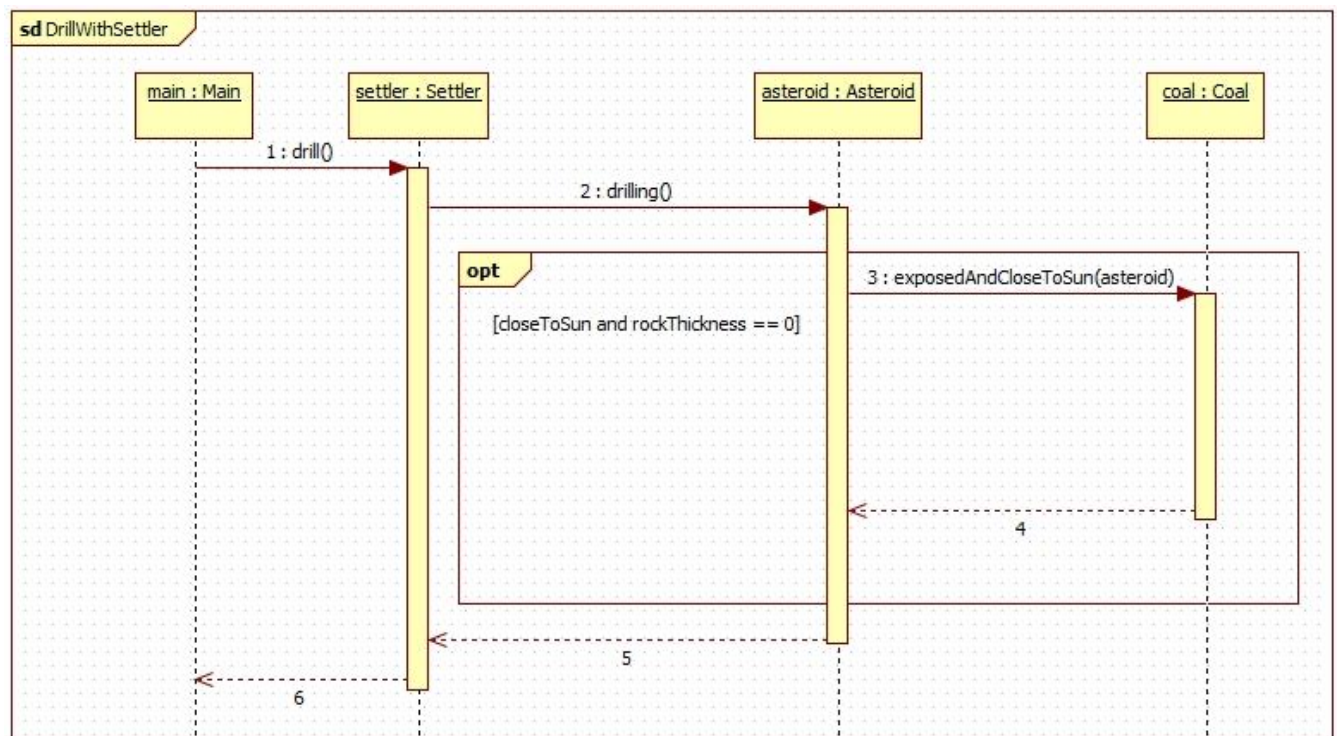 sd DrillWithSettler
main : Main
settler : Settler
asteroid : Asteroid
coal : Coal
1 : drill()
2 : drilling()
opt
3 : exposedAndCloseToSun(asteroid)
[closeToSun and rockThickness == 0]
4
5
6